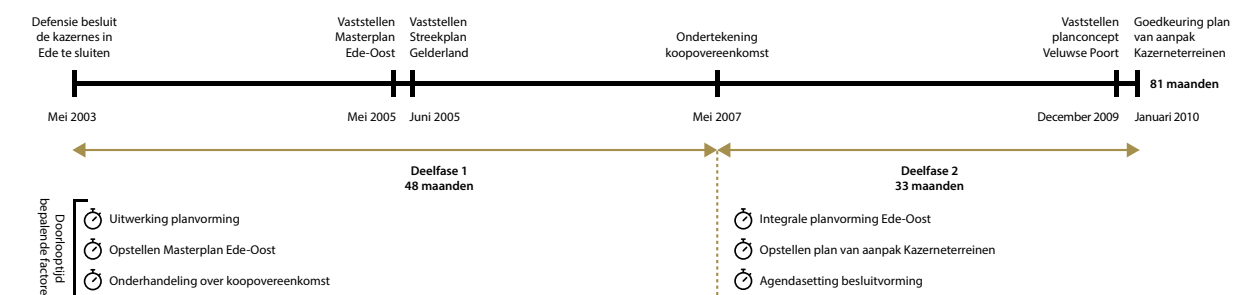 Defensie besluit
de kazernes in
Ede te sluiten
Vaststellen
Masterplan
Ede-Oost
Vaststellen
Streekplan
Gelderland
Ondertekening
koopovereenkomst
Vaststellen
planconcept
Veluwse Poort
Goedkeuring plan
van aanpak
Kazerneterreinen
81 maanden
Mei 2003
Mei 2005
Juni 2005
Mei 2007
December 2009
Januari 2010
Deelfase 1
48 maanden
Deelfase 2
33 maanden
Doorlooptijd
bepalende factore
Uitwerking planvorming
Opstellen Masterplan Ede-Oost
Onderhandeling over koopovereenkomst
Integrale planvorming Ede-Oost
Opstellen plan van aanpak Kazerneterreinen
Agendasetting besluitvorming